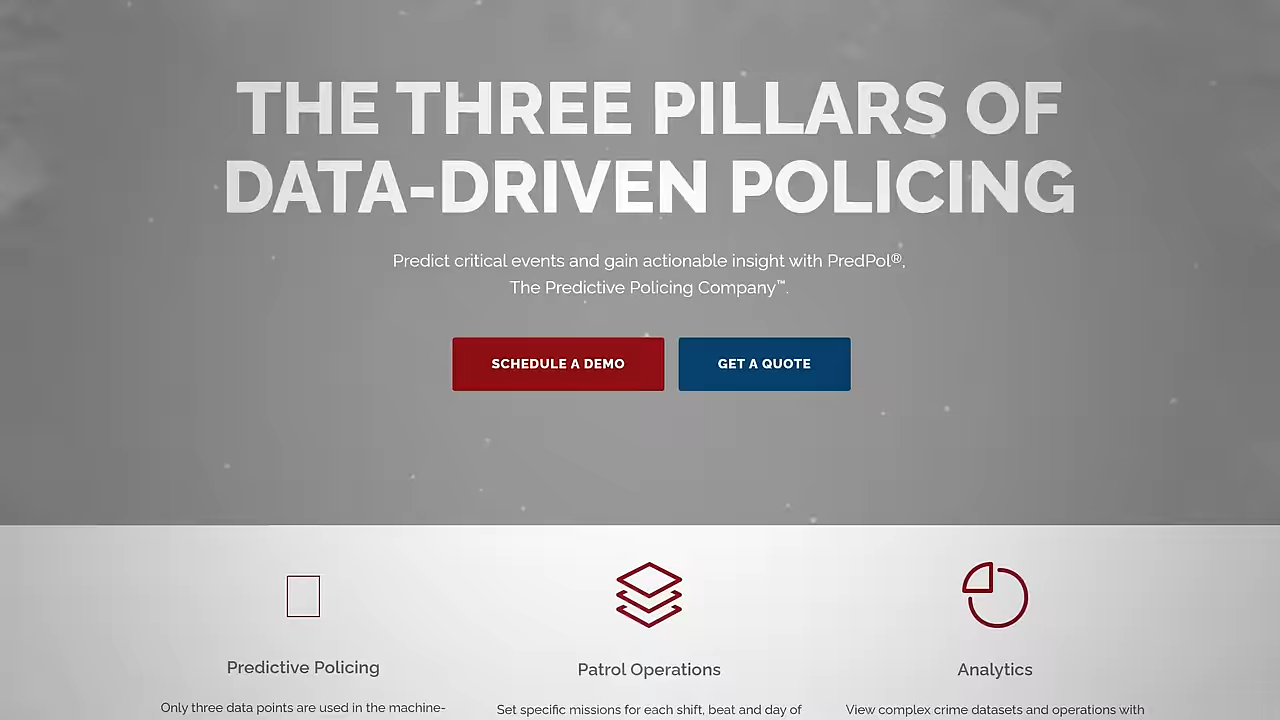 THE THREE PILLARS OF
DATA-DRIVEN POLICING
Predict critical events and gain actionable insight with PredPol®,
The Predictive Policing Company™.
SCHEDULE A DEMO
GET A QUOTE
Predictive Policing
Patrol Operations
Analytics
Only three data points are used in the machine-
Set specific missions for each shift, beat and day of
View complex crime datasets and operations with